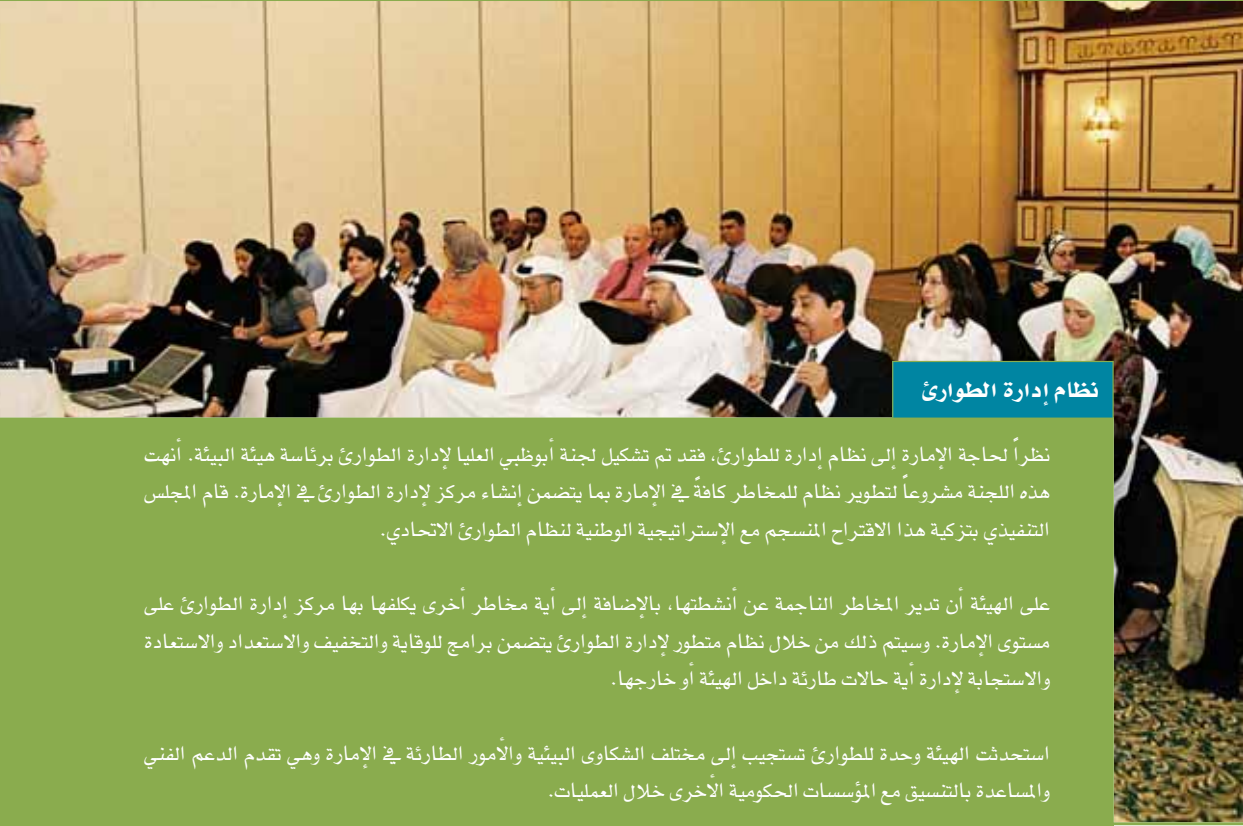 نظام إدارة الطوارئ
نظراً لحاجة الإمارة إلى نظام إدارة للطوارئ، فقد تم تشكيل لجنة أبوظبي العليا لإدارة الطوارئ برئاسة هيئة البيئة. أنهت
هذه اللجنة مشروعاً لتطوير نظام للمخاطر كافةً في الإمارة بما يتضمن إنشاء مركز لإدارة الطوارئ في الإمارة. قام المجلس
التنفيذي بتزكية هذا الاقتراح المنسجم مع الإستراتيجية الوطنية لنظام الطوارئ الاتحادي.
على الهيئة أن تدير المخاطر الناجمة عن أنشطتها، بالإضافة إلى أية مخاطر أخرى يكلفها بها مركز إدارة الطوارئ على
مستوى الإمارة. وسيتم ذلك من خلال نظام متطور لإدارة الطوارئ يتضمن برامج للوقاية والتخفيف والاستعداد والاستعادة
والاستجابة لإدارة أية حالات طارئة داخل الهيئة أو خارجها.
استحدثت الهيئة وحدة للطوارئ تستجيب إلى مختلف الشكاوى البيئية والأمور الطارئة في الإمارة وهي تقدم الدعم الفني
والمساعدة بالتنسيق مع المؤسسات الحكومية الأخرى خلال العمليات.